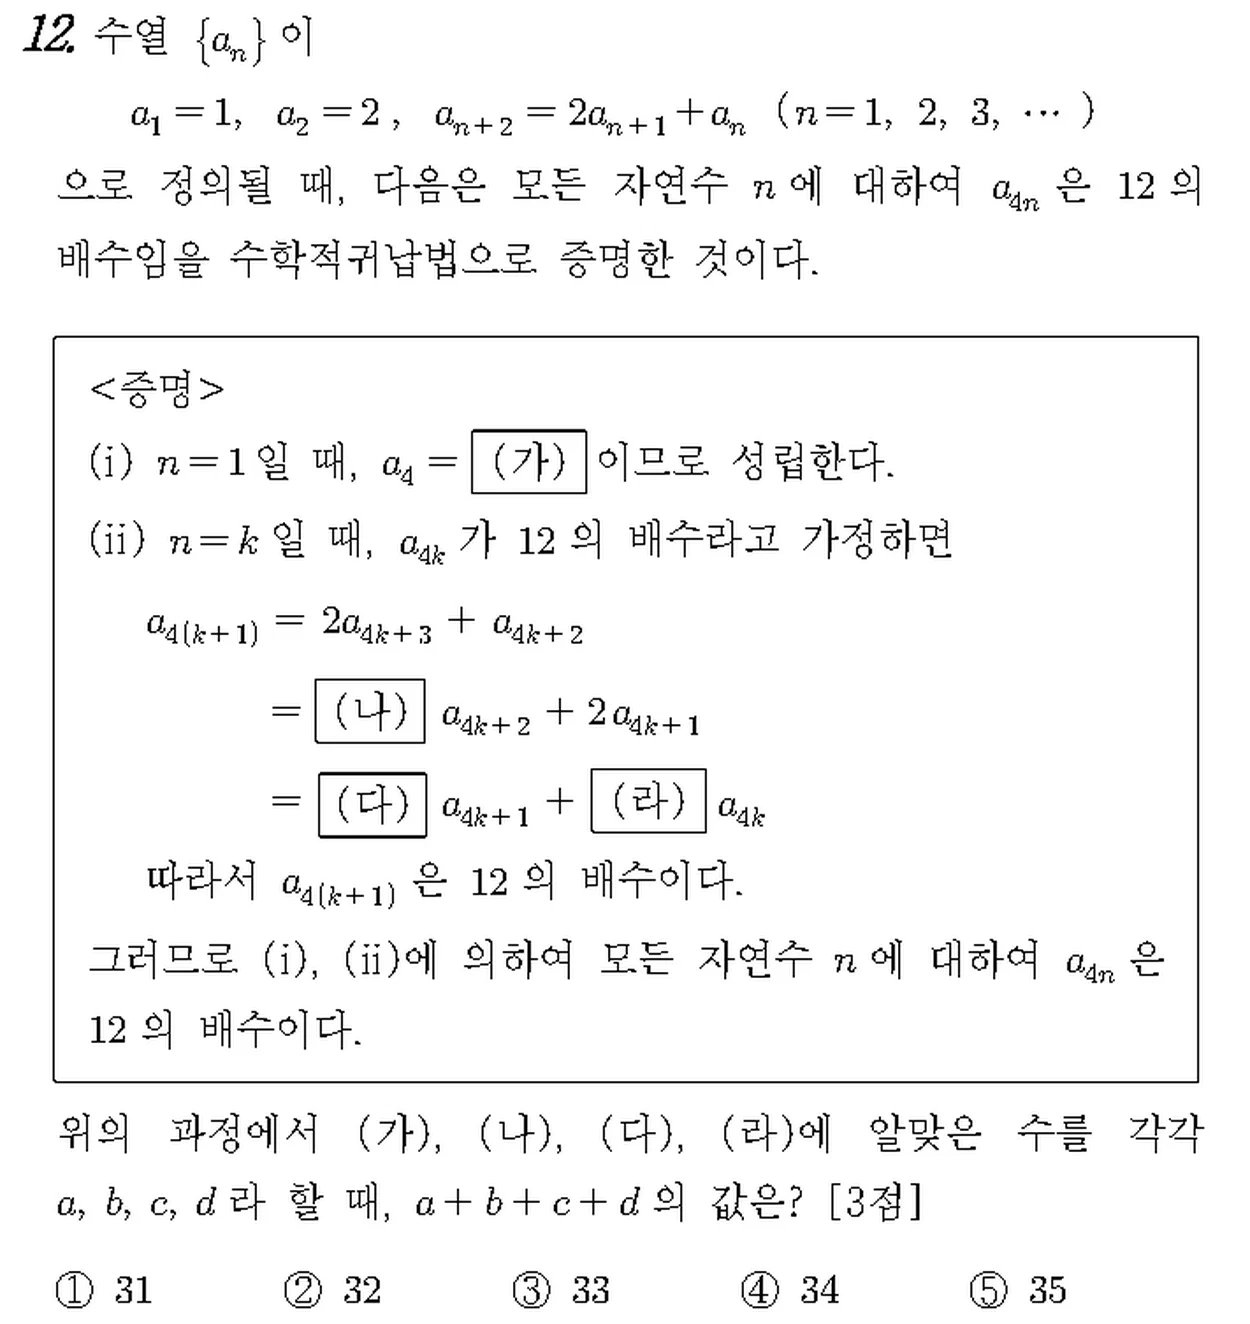 12. 수열 {aₙ}이
a₁ = 1, a₂ = 2, aₙ₊₂ = 2aₙ₊₁ + aₙ (n = 1, 2, 3, ⋯ )
으로 정의될 때, 다음은 모든 자연수 n에 대하여 a₄ₙ은 12의
배수임을 수학적귀납법으로 증명한 것이다.
<증명>
(i) n = 1일 때, a₄ = (가) 이므로 성립한다.
(ii) n = k일 때, a₄ₖ가 12의 배수라고 가정하면
a₄₍ₖ₊₁₎ = 2a₄ₖ₊₃ + a₄ₖ₊₂
= (나) a₄ₖ₊₂ + 2a₄ₖ₊₁
= (다) a₄ₖ₊₁ + (라) a₄ₖ
따라서 a₄₍ₖ₊₁₎은 12의 배수이다.
그러므로 (i), (ii)에 의하여 모든 자연수 n에 대하여 a₄ₙ은
12의 배수이다.
위의 과정에서 (가), (나), (다), (라)에 알맞은 수를 각각
a, b, c, d라 할 때, a + b + c + d의 값은? [3점]
① 31 ② 32 ③ 33 ④ 34 ⑤ 35